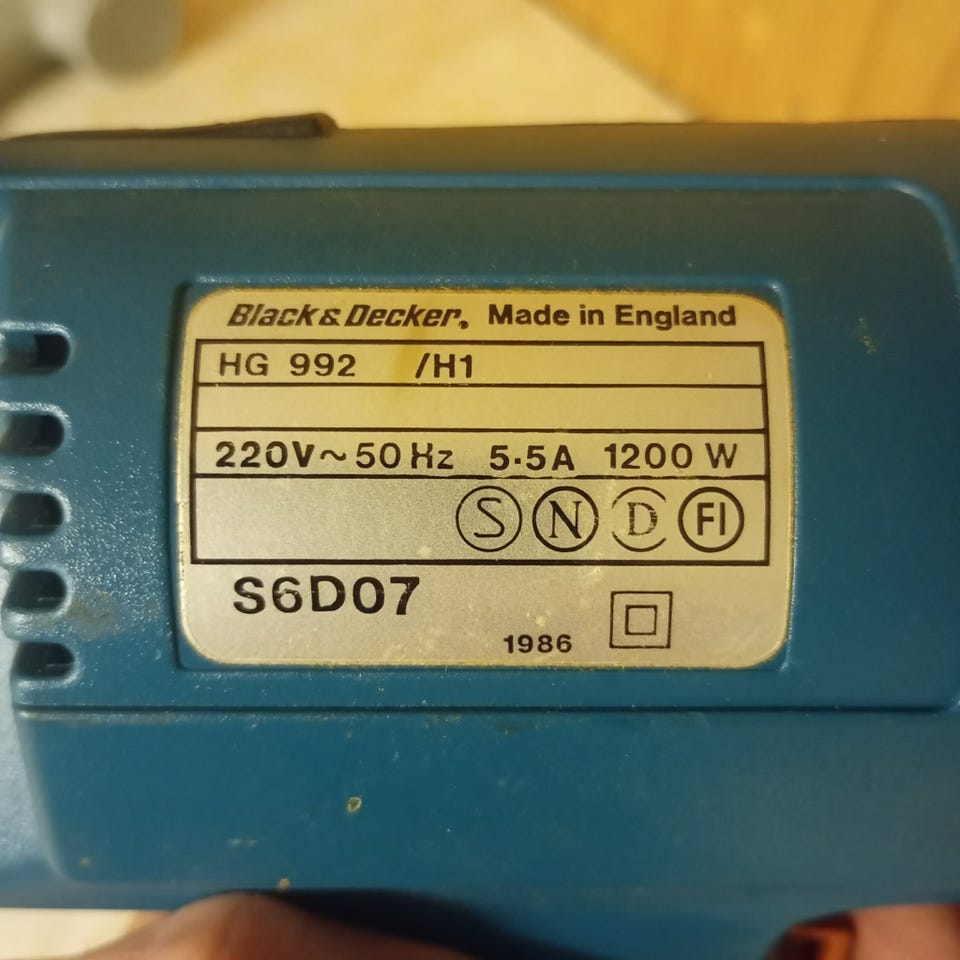 Black & Decker. Made in England
HG 992 /H1
220V~50Hz 5·5A 1200 W
S N D FI
S6D07
1986